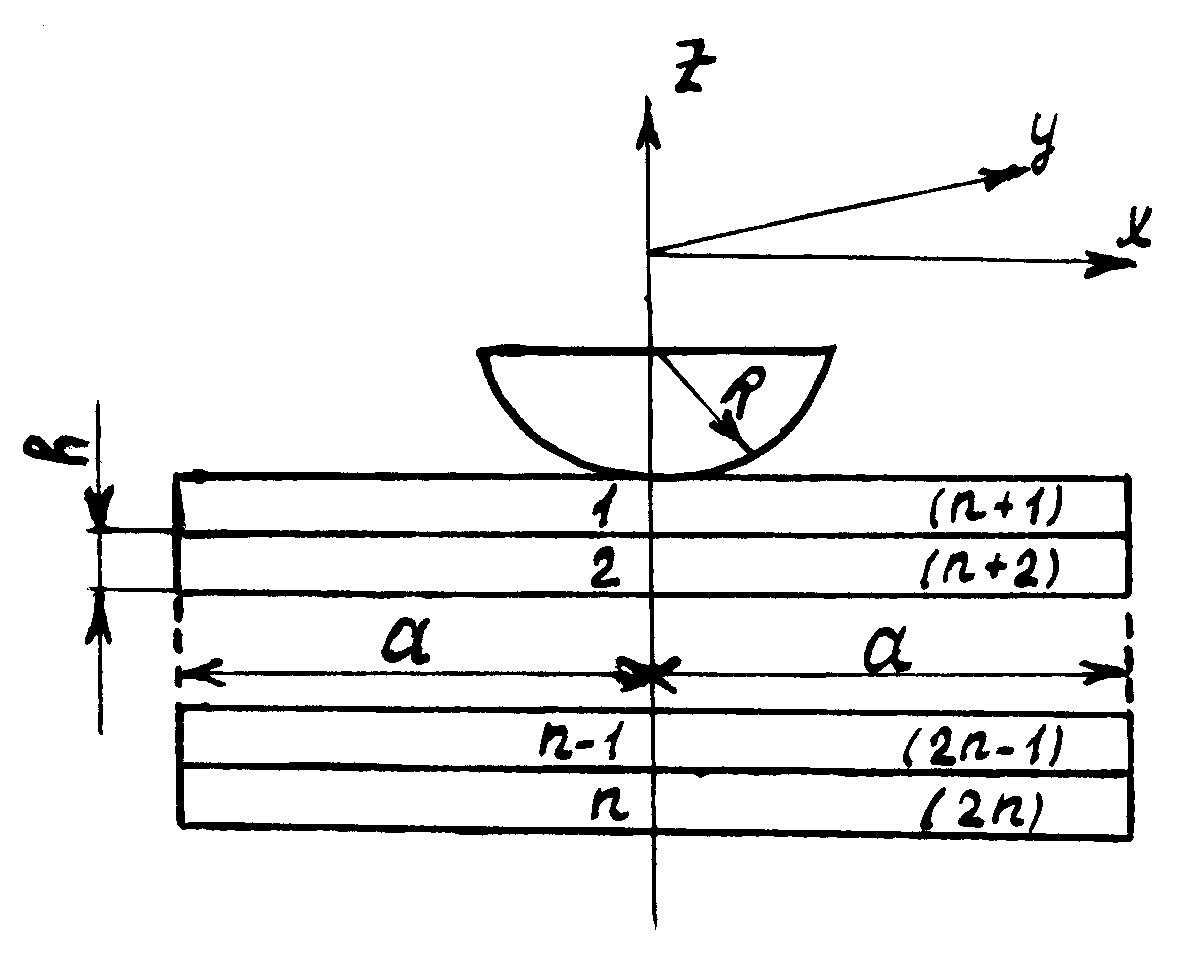 z
y
x
R
h
1 (n+1)
2 (n+2)
a a
n-1 (2n-1)
n (2n)